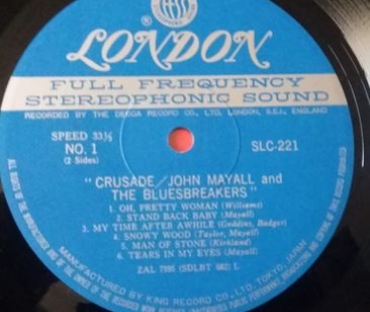 LONDON
FULL FREQUENCY
STEREOPHONIC SOUND
RECORDED BY THE DECCA RECORD CO., LTD. LONDON, S.E.I., ENGLAND
SPEED 33⅓
NO. 1
SLC-221
(2 Sides)
"CRUSADE/JOHN MAYALL and
THE BLUESBREAKERS"
1. OH, PRETTY WOMAN (Williams)
2. STAND BACK BABY (Mayall)
3. MY TIME AFTER AWHILE (Geddins, Badger)
4. SNOWY WOOD (Taylor, Mayall)
5. MAN OF STONE (Kirkland)
6. TEARS IN MY EYES (Mayall)
ZAL 7995 (SDLBT 682) L
MANUFACTURED BY KING RECORD CO., LTD. TOKYO, JAPAN